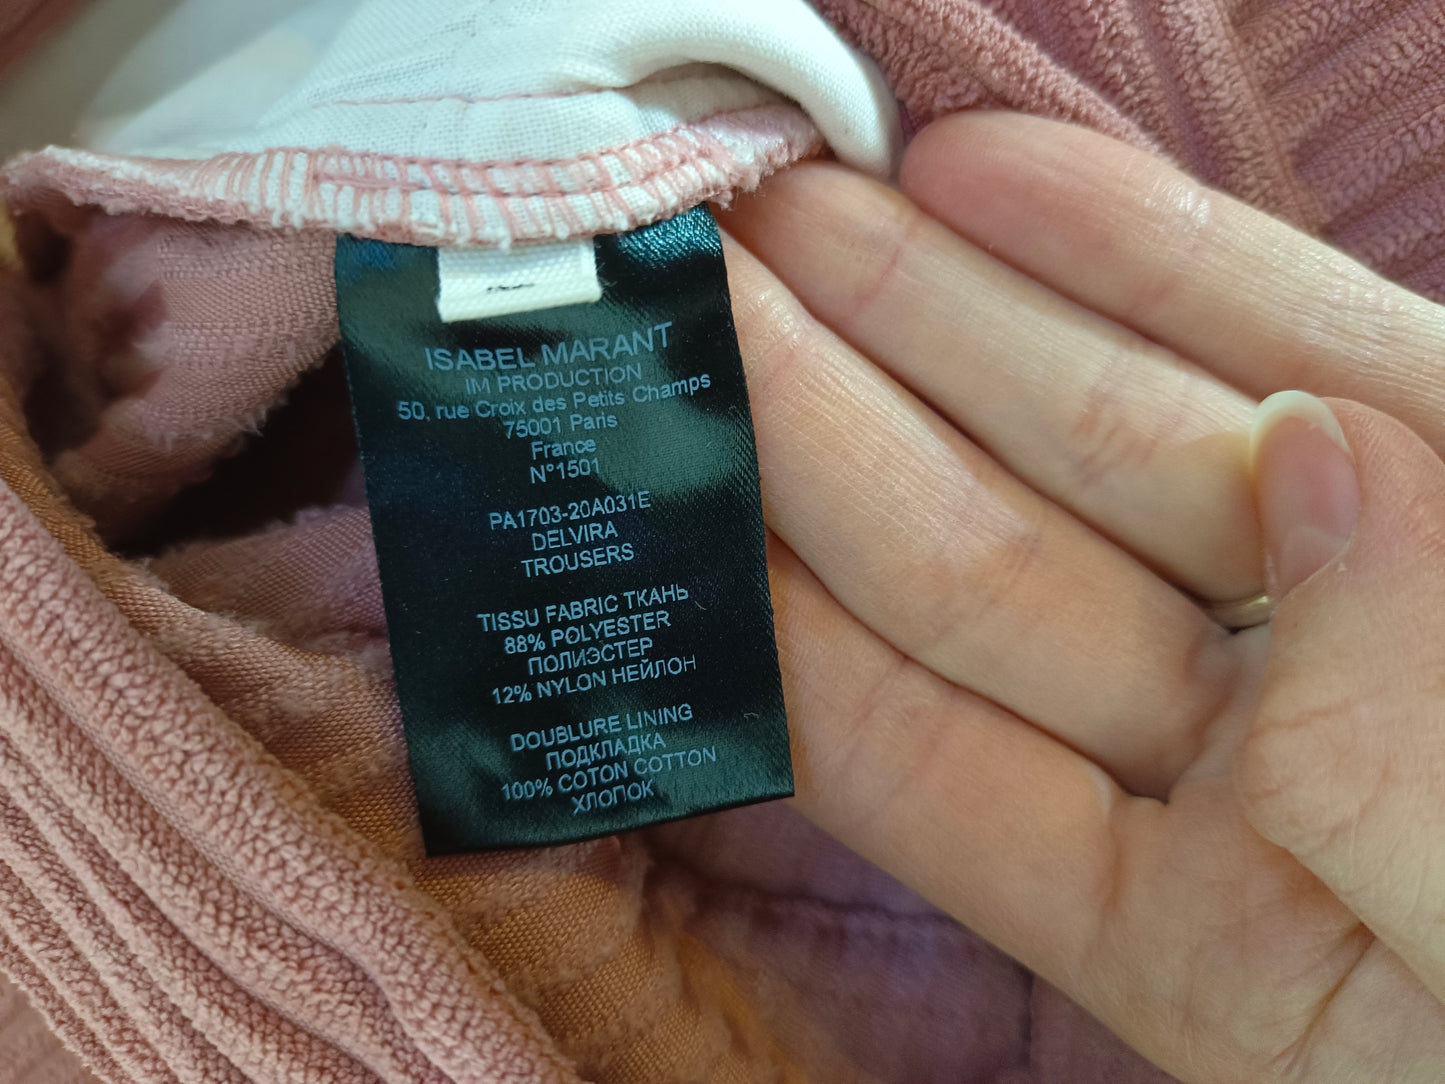 ISABEL MARANT
IM PRODUCTION
50, rue Croix des Petits Champs
75001 Paris
France
N°1501
PA1703-20A031E
DELVIRA
TROUSERS
TISSU FABRIC ТКАНЬ
88% POLYESTER
ПОЛИЭСТЕР
12% NYLON НЕЙЛОН
DOUBLURE LINING
ПОДКЛАДКА
100% COTON COTTON
ХЛОПОК